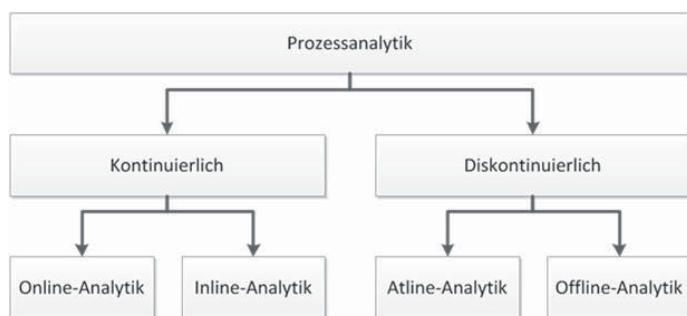 Prozessanalytik
Kontinuierlich
Diskontinuierlich
Online-Analytik
Inline-Analytik
Atline-Analytik
Offline-Analytik